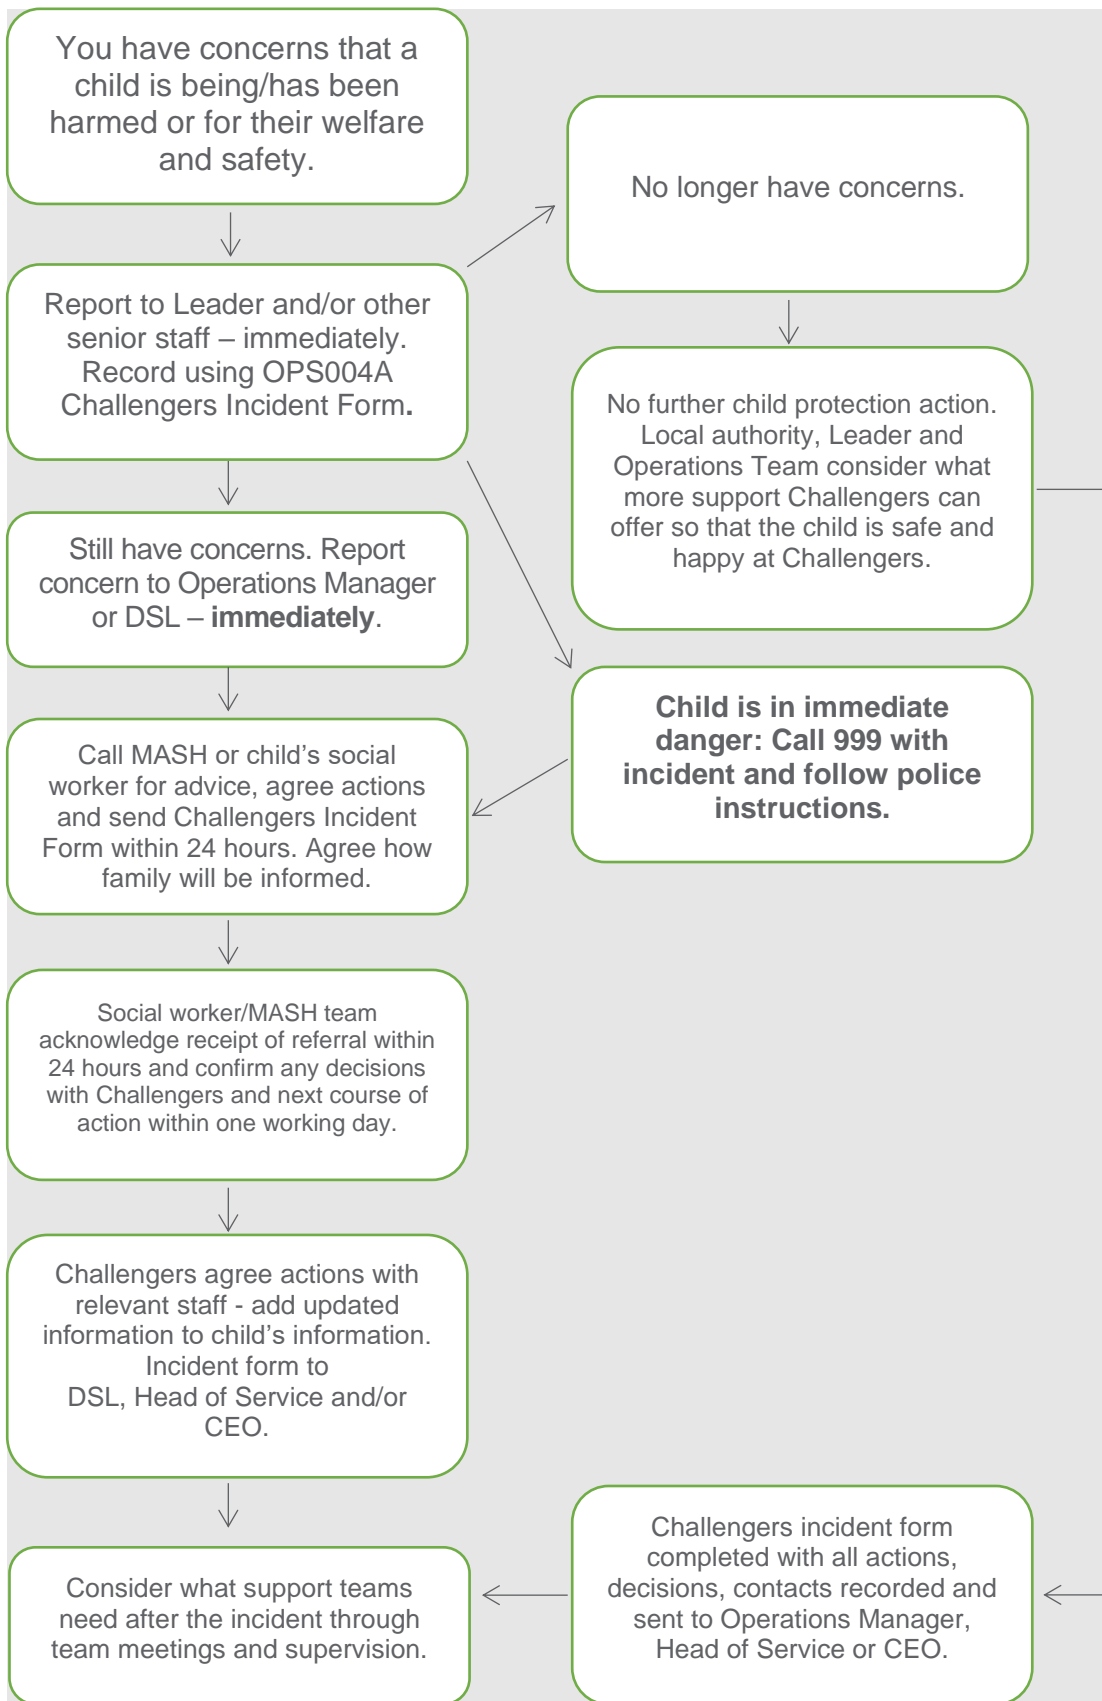 You have concerns that a
child is being/has been
harmed or for their welfare
and safety.
No longer have concerns.
Report to Leader and/or other
senior staff – immediately.
Record using OPS004A
Challengers Incident Form.
No further child protection action.
Local authority, Leader and
Operations Team consider what
more support Challengers can
offer so that the child is safe and
happy at Challengers.
Still have concerns. Report
concern to Operations Manager
or DSL – immediately.
Child is in immediate
danger: Call 999 with
incident and follow police
instructions.
Call MASH or child’s social
worker for advice, agree actions
and send Challengers Incident
Form within 24 hours. Agree how
family will be informed.
Social worker/MASH team
acknowledge receipt of referral within
24 hours and confirm any decisions
with Challengers and next course of
action within one working day.
Challengers agree actions with
relevant staff - add updated
information to child’s information.
Incident form to
DSL, Head of Service and/or
CEO.
Challengers incident form
completed with all actions,
decisions, contacts recorded and
sent to Operations Manager,
Head of Service or CEO.
Consider what support teams
need after the incident through
team meetings and supervision.